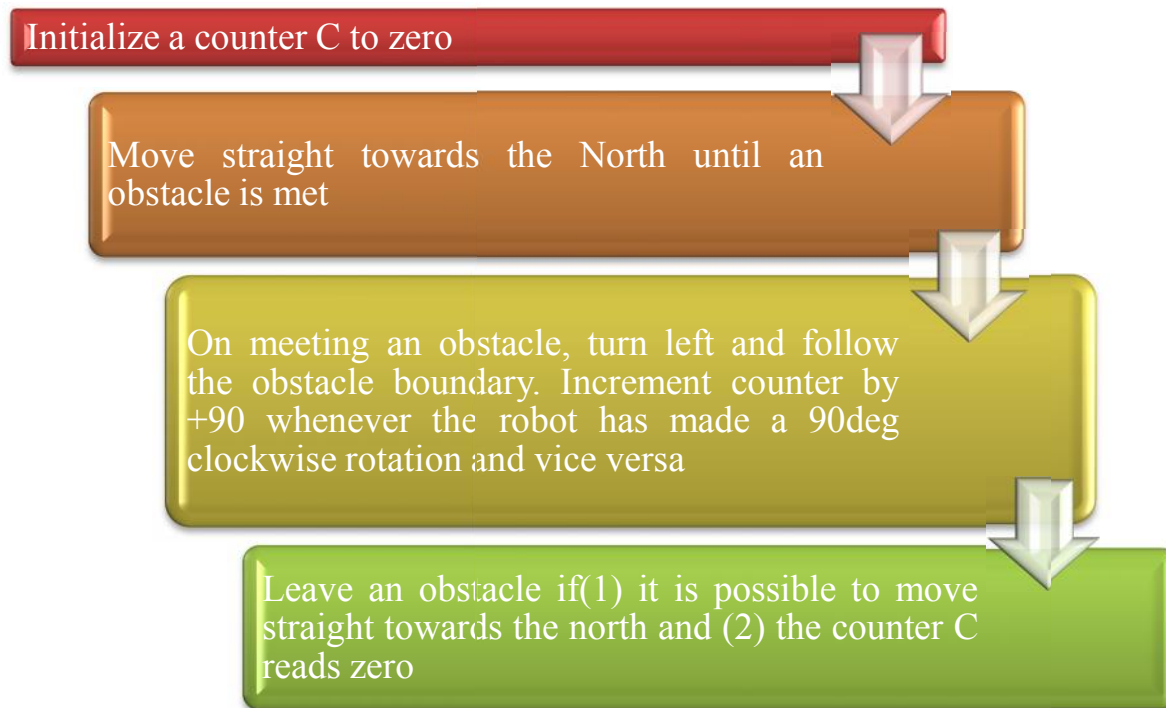 Initialize a counter C to zero
Move straight towards the North until an
obstacle is met
On meeting an obstacle, turn left and follow
the obstacle boundary. Increment counter by
+90 whenever the robot has made a 90deg
clockwise rotation and vice versa
Leave an obstacle if(1) it is possible to move
straight towards the north and (2) the counter C
reads zero